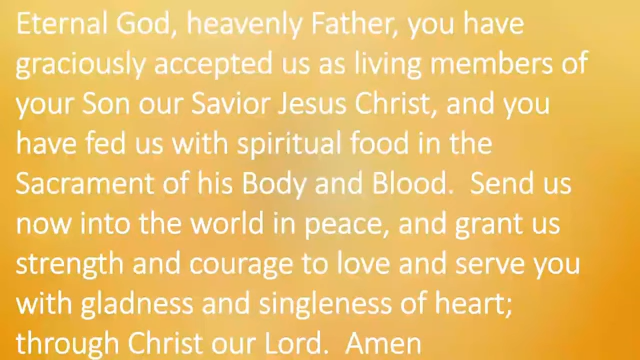 Eternal God, heavenly Father, you have
graciously accepted us as living members of
your Son our Savior Jesus Christ, and you
have fed us with spiritual food in the
Sacrament of his Body and Blood.  Send us
now into the world in peace, and grant us
strength and courage to love and serve you
with gladness and singleness of heart;
through Christ our Lord.  Amen